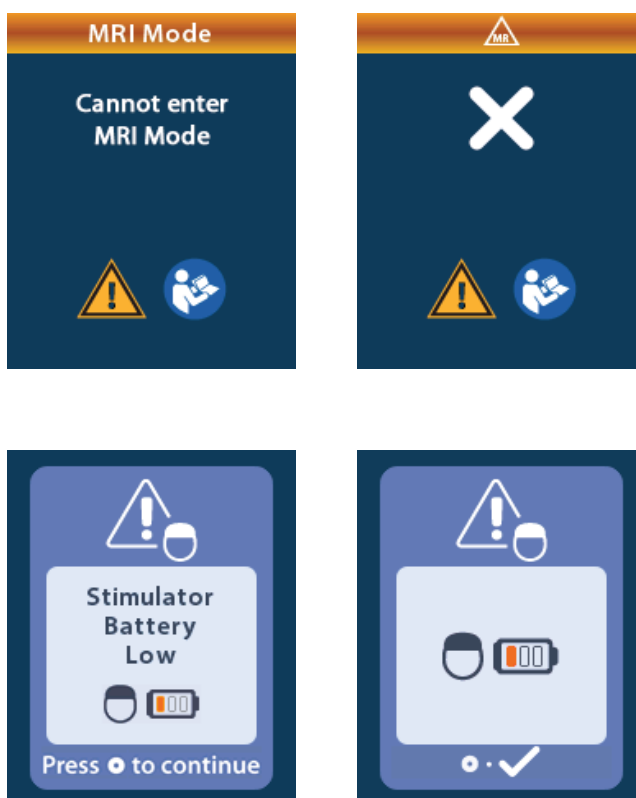 MRI Mode
MR
Cannot enter
MRI Mode
Stimulator
Battery
Low
Press to continue